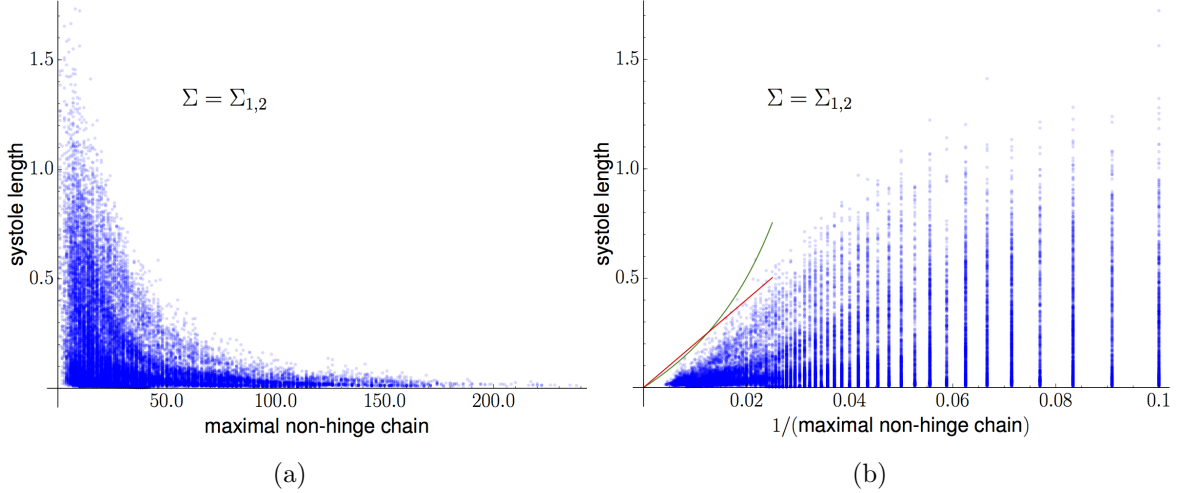 1.5
1.0
0.5
systole length
Σ = Σ1,2
50.0 100.0 150.0 200.0
maximal non-hinge chain
(a)
1.5
1.0
0.5
systole length
Σ = Σ1,2
0.02 0.04 0.06 0.08 0.1
1/(maximal non-hinge chain)
(b)